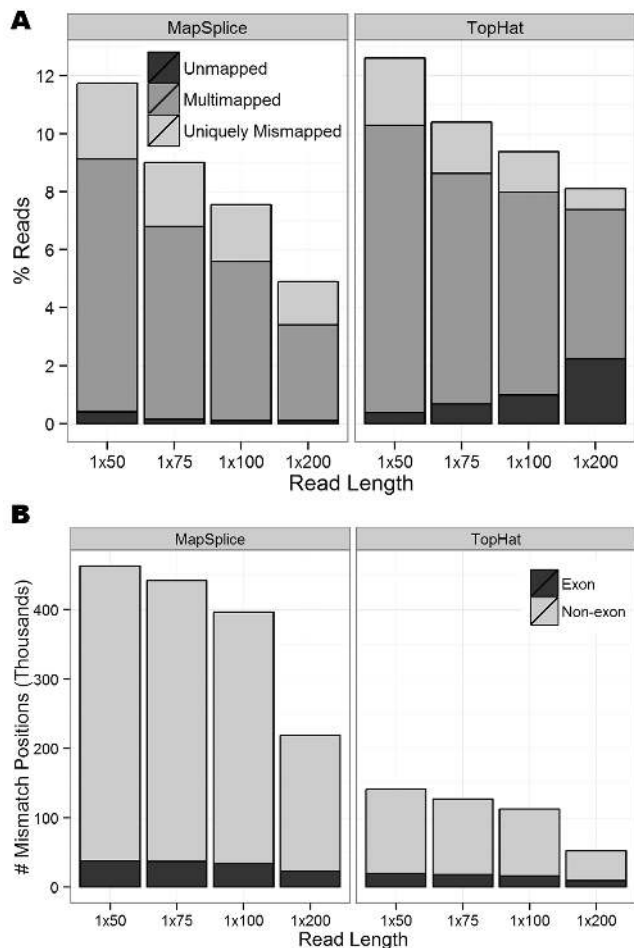 A
MapSplice TopHat
Unmapped
Multimapped
Uniquely Mismapped
% Reads
12
10
8
6
4
2
0
1x50 1x75 1x100 1x200 1x50 1x75 1x100 1x200
Read Length
B
MapSplice TopHat
Exon
Non-exon
# Mismatch Positions (Thousands)
400
300
200
100
0
1x50 1x75 1x100 1x200 1x50 1x75 1x100 1x200
Read Length